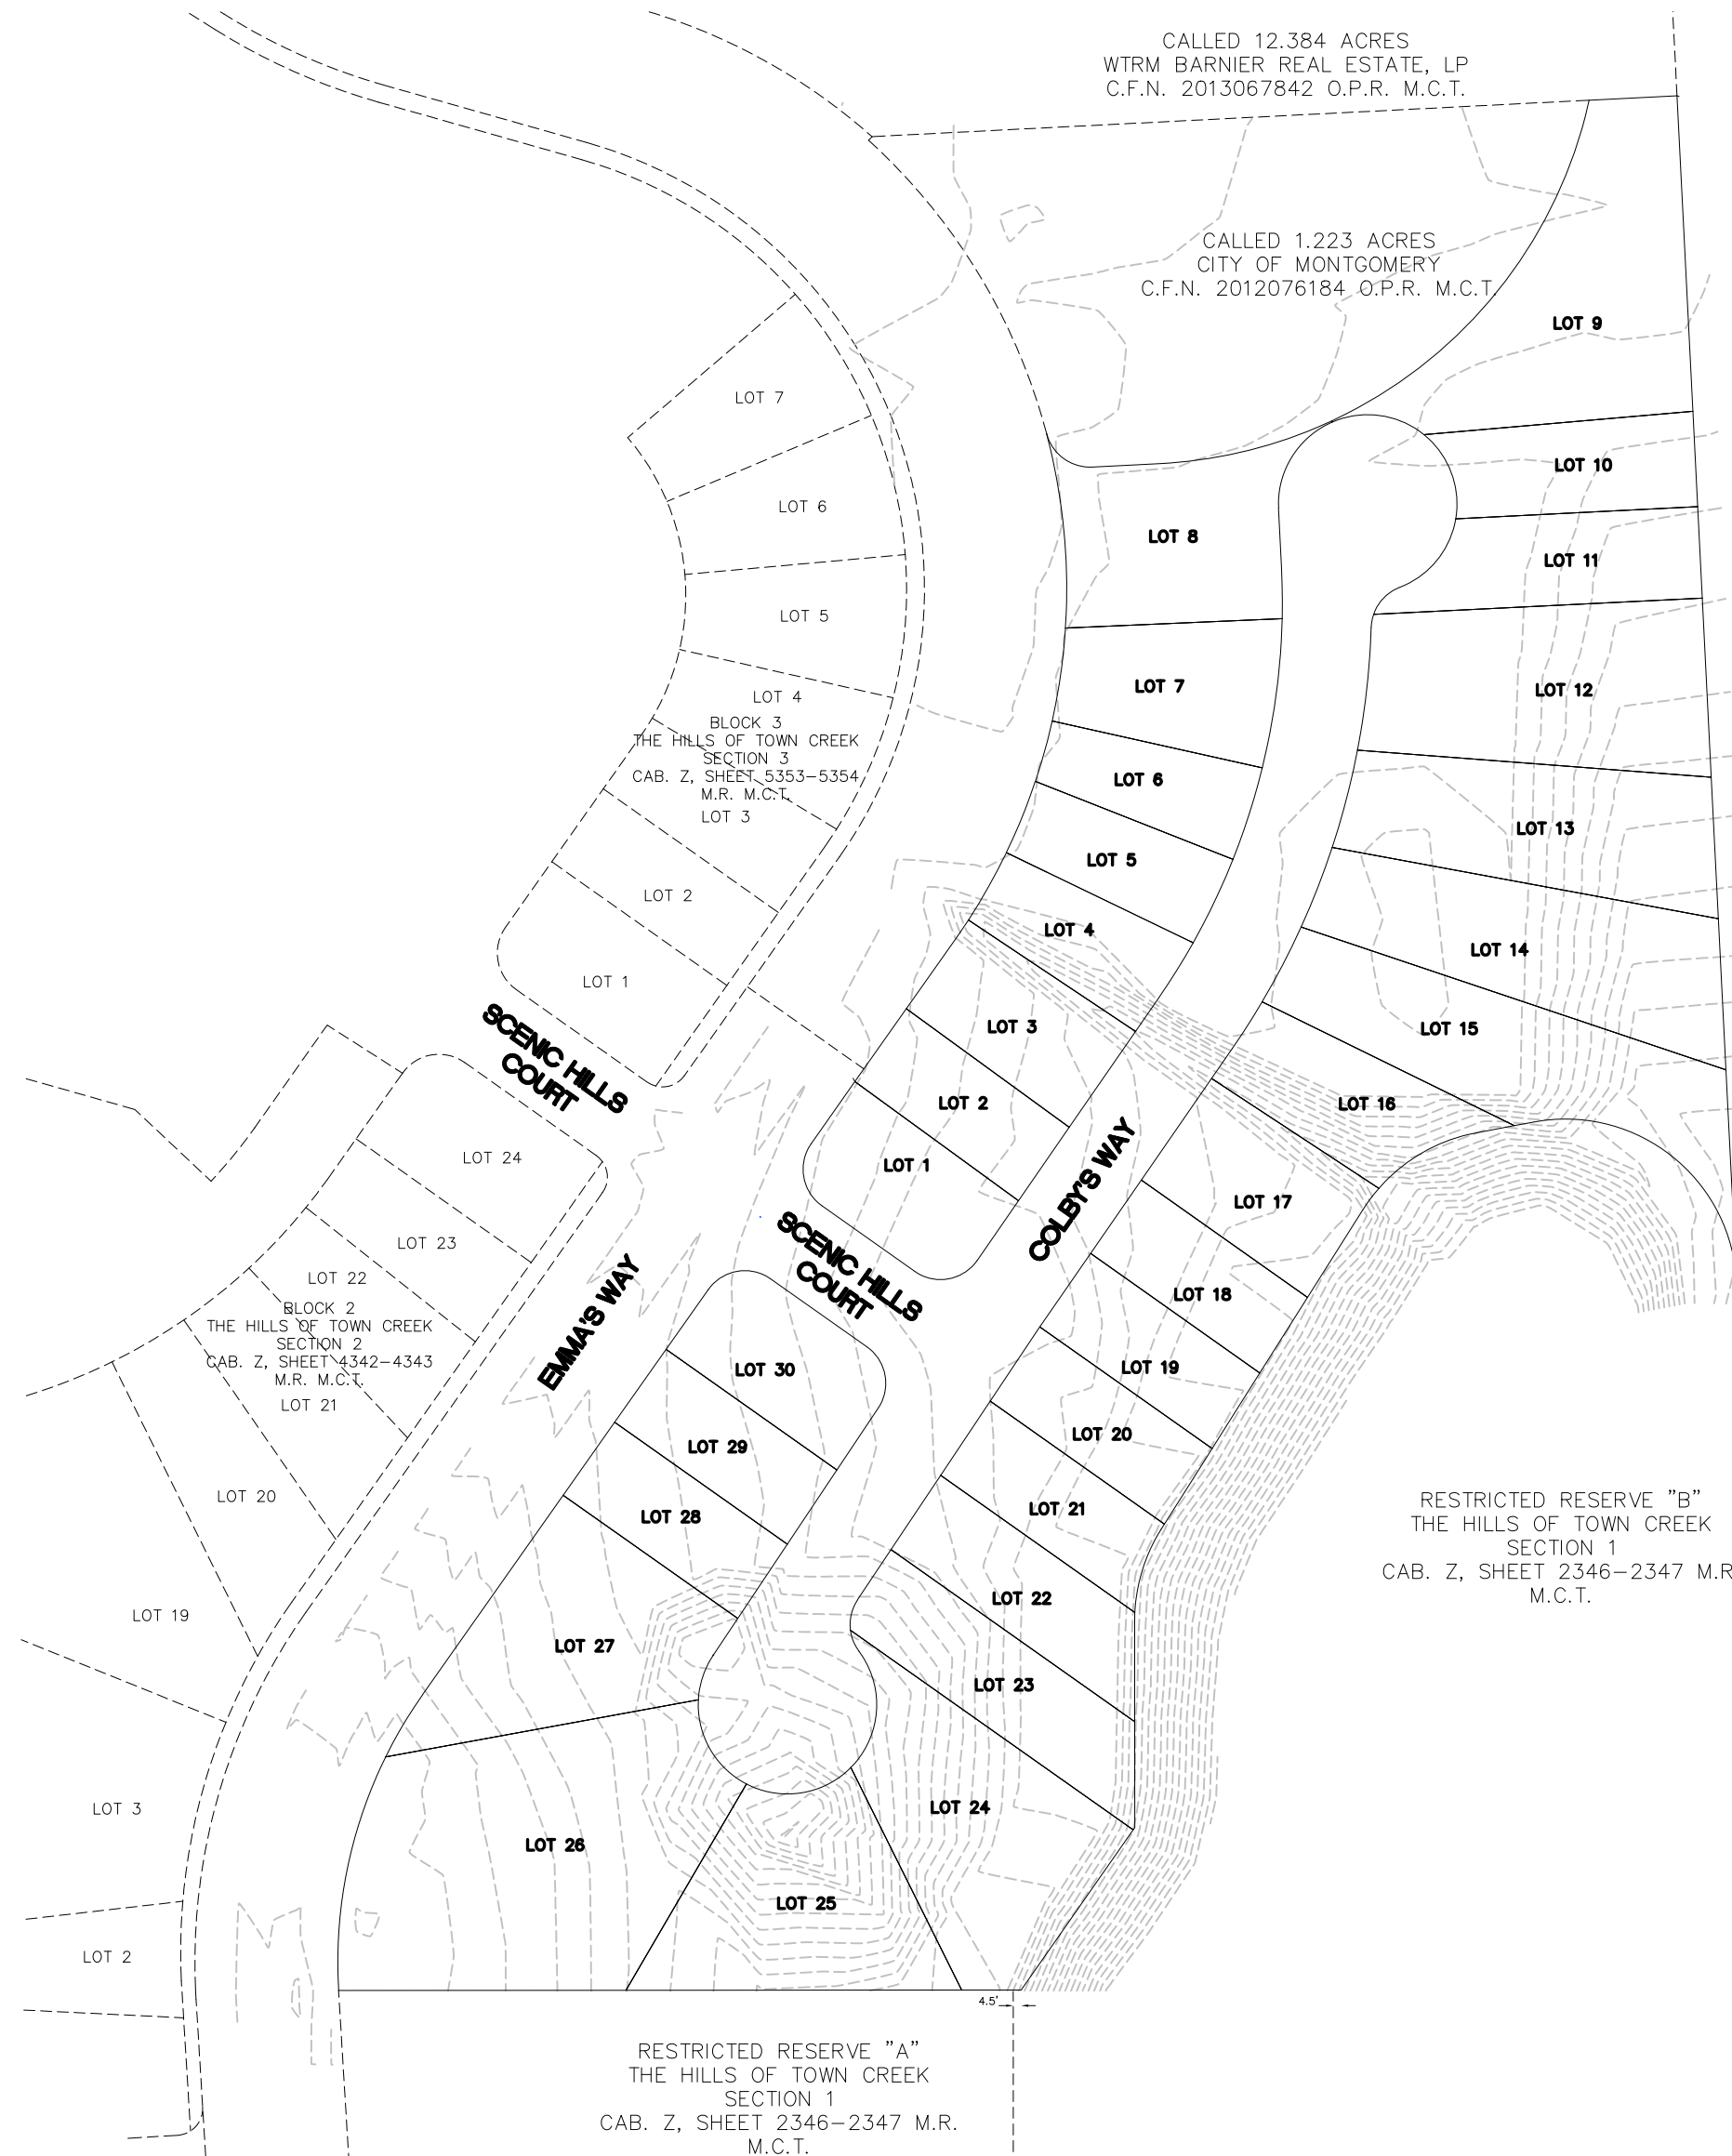 CALLED 12.384 ACRES
WTRM BARNIER REAL ESTATE, LP
C.F.N. 2013067842 O.P.R. M.C.T.
CALLED 1.223 ACRES
CITY OF MONTGOMERY
C.F.N. 2012076184 O.P.R. M.C.T.
LOT 9
LOT 7
LOT 10
LOT 6
LOT 8
LOT 11
LOT 5
LOT 7
LOT 12
LOT 4
BLOCK 3
THE HILLS OF TOWN CREEK
SECTION 3
CAB. Z, SHEET 5353-5354
M.R. M.C.T.
LOT 3
LOT 6
LOT 13
LOT 5
LOT 2
LOT 4
LOT 14
LOT 1
LOT 3
LOT 15
SCENIC HILLS
COURT
LOT 2
LOT 16
LOT 24
LOT 1
COLBY'S WAY
LOT 17
LOT 23
SCENIC HILLS
COURT
LOT 22
BLOCK 2
THE HILLS OF TOWN CREEK
SECTION 2
CAB. Z, SHEET 4342-4343
M.R. M.C.T.
LOT 21
EMMA'S WAY
LOT 18
LOT 30
LOT 19
LOT 29
LOT 20
LOT 20
LOT 28
LOT 21
RESTRICTED RESERVE "B"
THE HILLS OF TOWN CREEK
SECTION 1
CAB. Z, SHEET 2346-2347 M.R
M.C.T.
LOT 22
LOT 19
LOT 27
LOT 23
LOT 3
LOT 24
LOT 26
LOT 25
LOT 2
4.5'
RESTRICTED RESERVE "A"
THE HILLS OF TOWN CREEK
SECTION 1
CAB. Z, SHEET 2346-2347 M.R.
M.C.T.